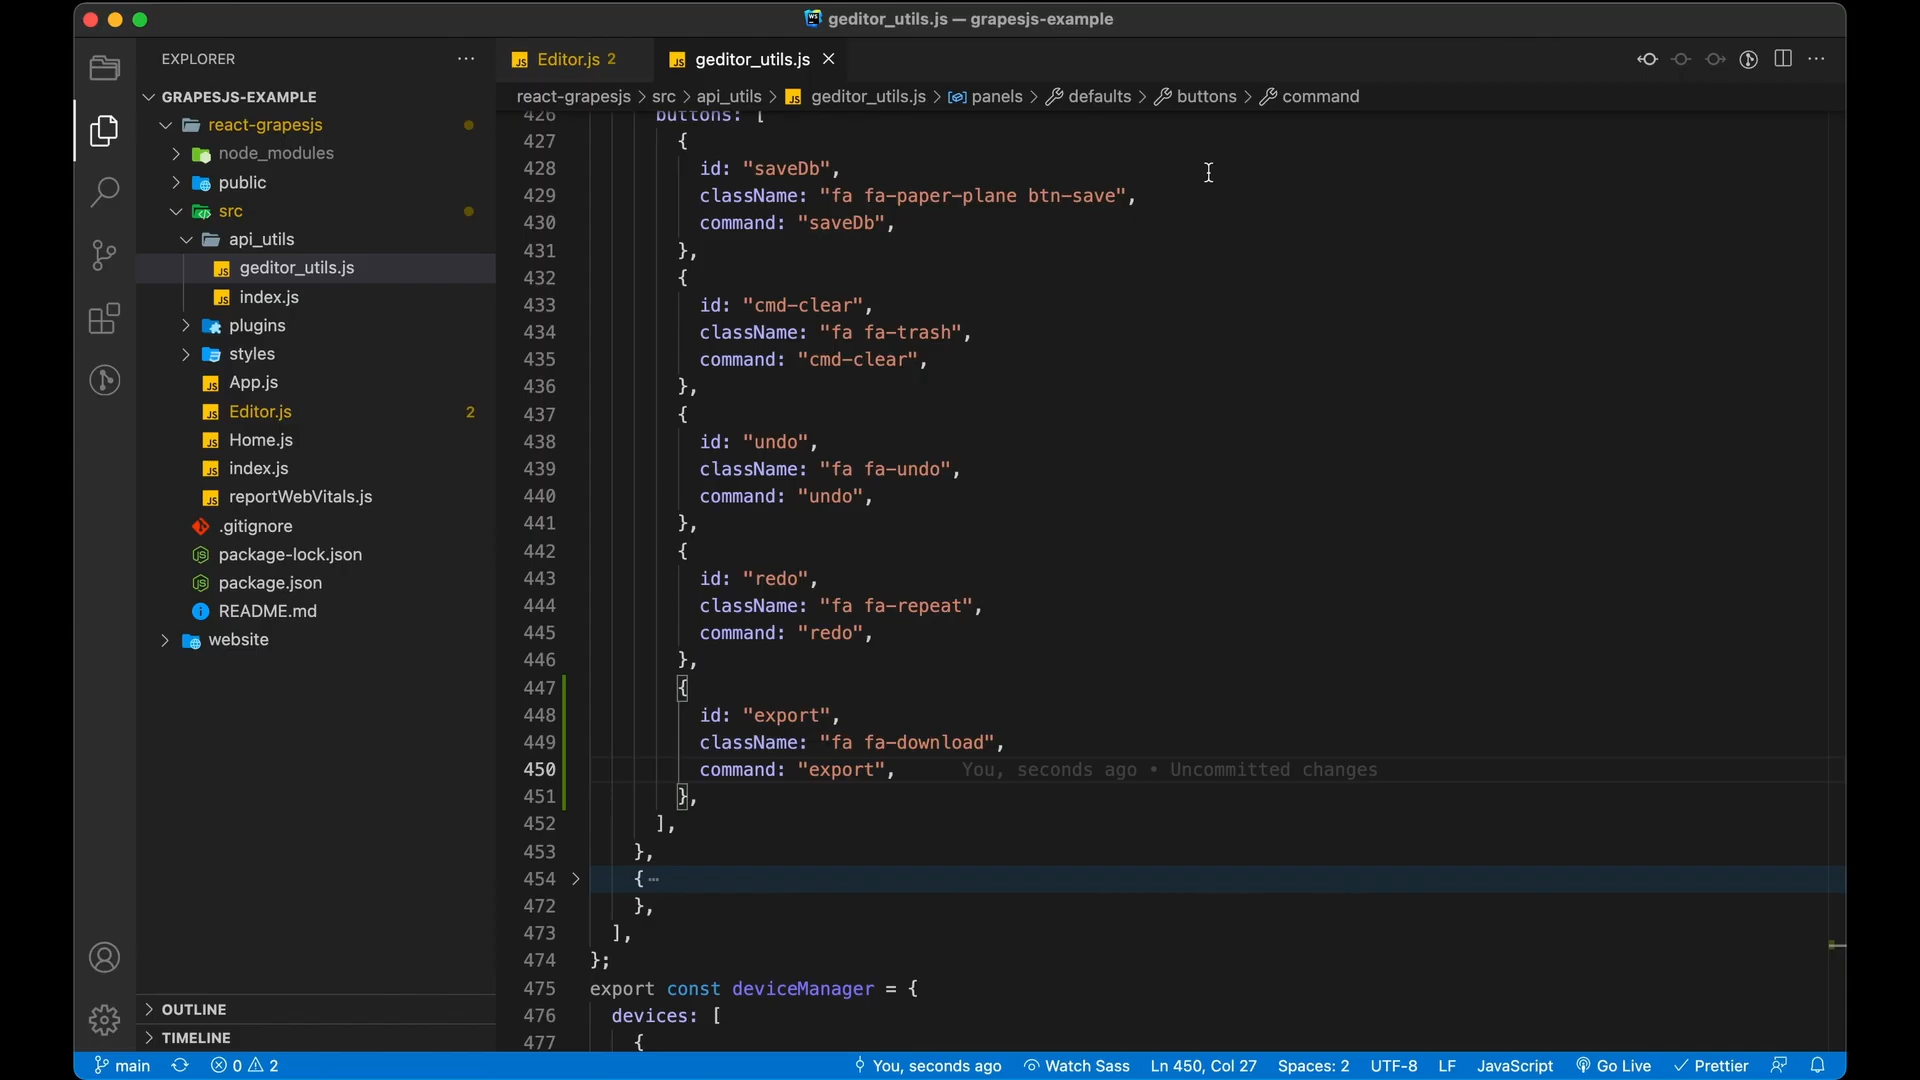 geditor_utils.js — grapesjs-example
EXPLORER
Editor.js 2
geditor_utils.js
GRAPESJS-EXAMPLE
react-grapesjs
node_modules
public
src
api_utils
geditor_utils.js
index.js
plugins
styles
App.js
Editor.js 2
Home.js
index.js
reportWebVitals.js
.gitignore
package-lock.json
package.json
README.md
website
OUTLINE
TIMELINE
react-grapesjs > src > api_utils > geditor_utils.js > panels > defaults > buttons > command
426 buttons: [
427 {
428 id: "saveDb",
429 className: "fa fa-paper-plane btn-save",
430 command: "saveDb",
431 },
432 {
433 id: "cmd-clear",
434 className: "fa fa-trash",
435 command: "cmd-clear",
436 },
437 {
438 id: "undo",
439 className: "fa fa-undo",
440 command: "undo",
441 },
442 {
443 id: "redo",
444 className: "fa fa-repeat",
445 command: "redo",
446 },
447 {
448 id: "export",
449 className: "fa fa-download",
450 command: "export", You, seconds ago • Uncommitted changes
451 },
452 ],
453 },
454 { ⋯
472 },
473 ],
474 };
475 export const deviceManager = {
476 devices: [
477 {
main 0 2 You, seconds ago Watch Sass Ln 450, Col 27 Spaces: 2 UTF-8 LF JavaScript Go Live Prettier